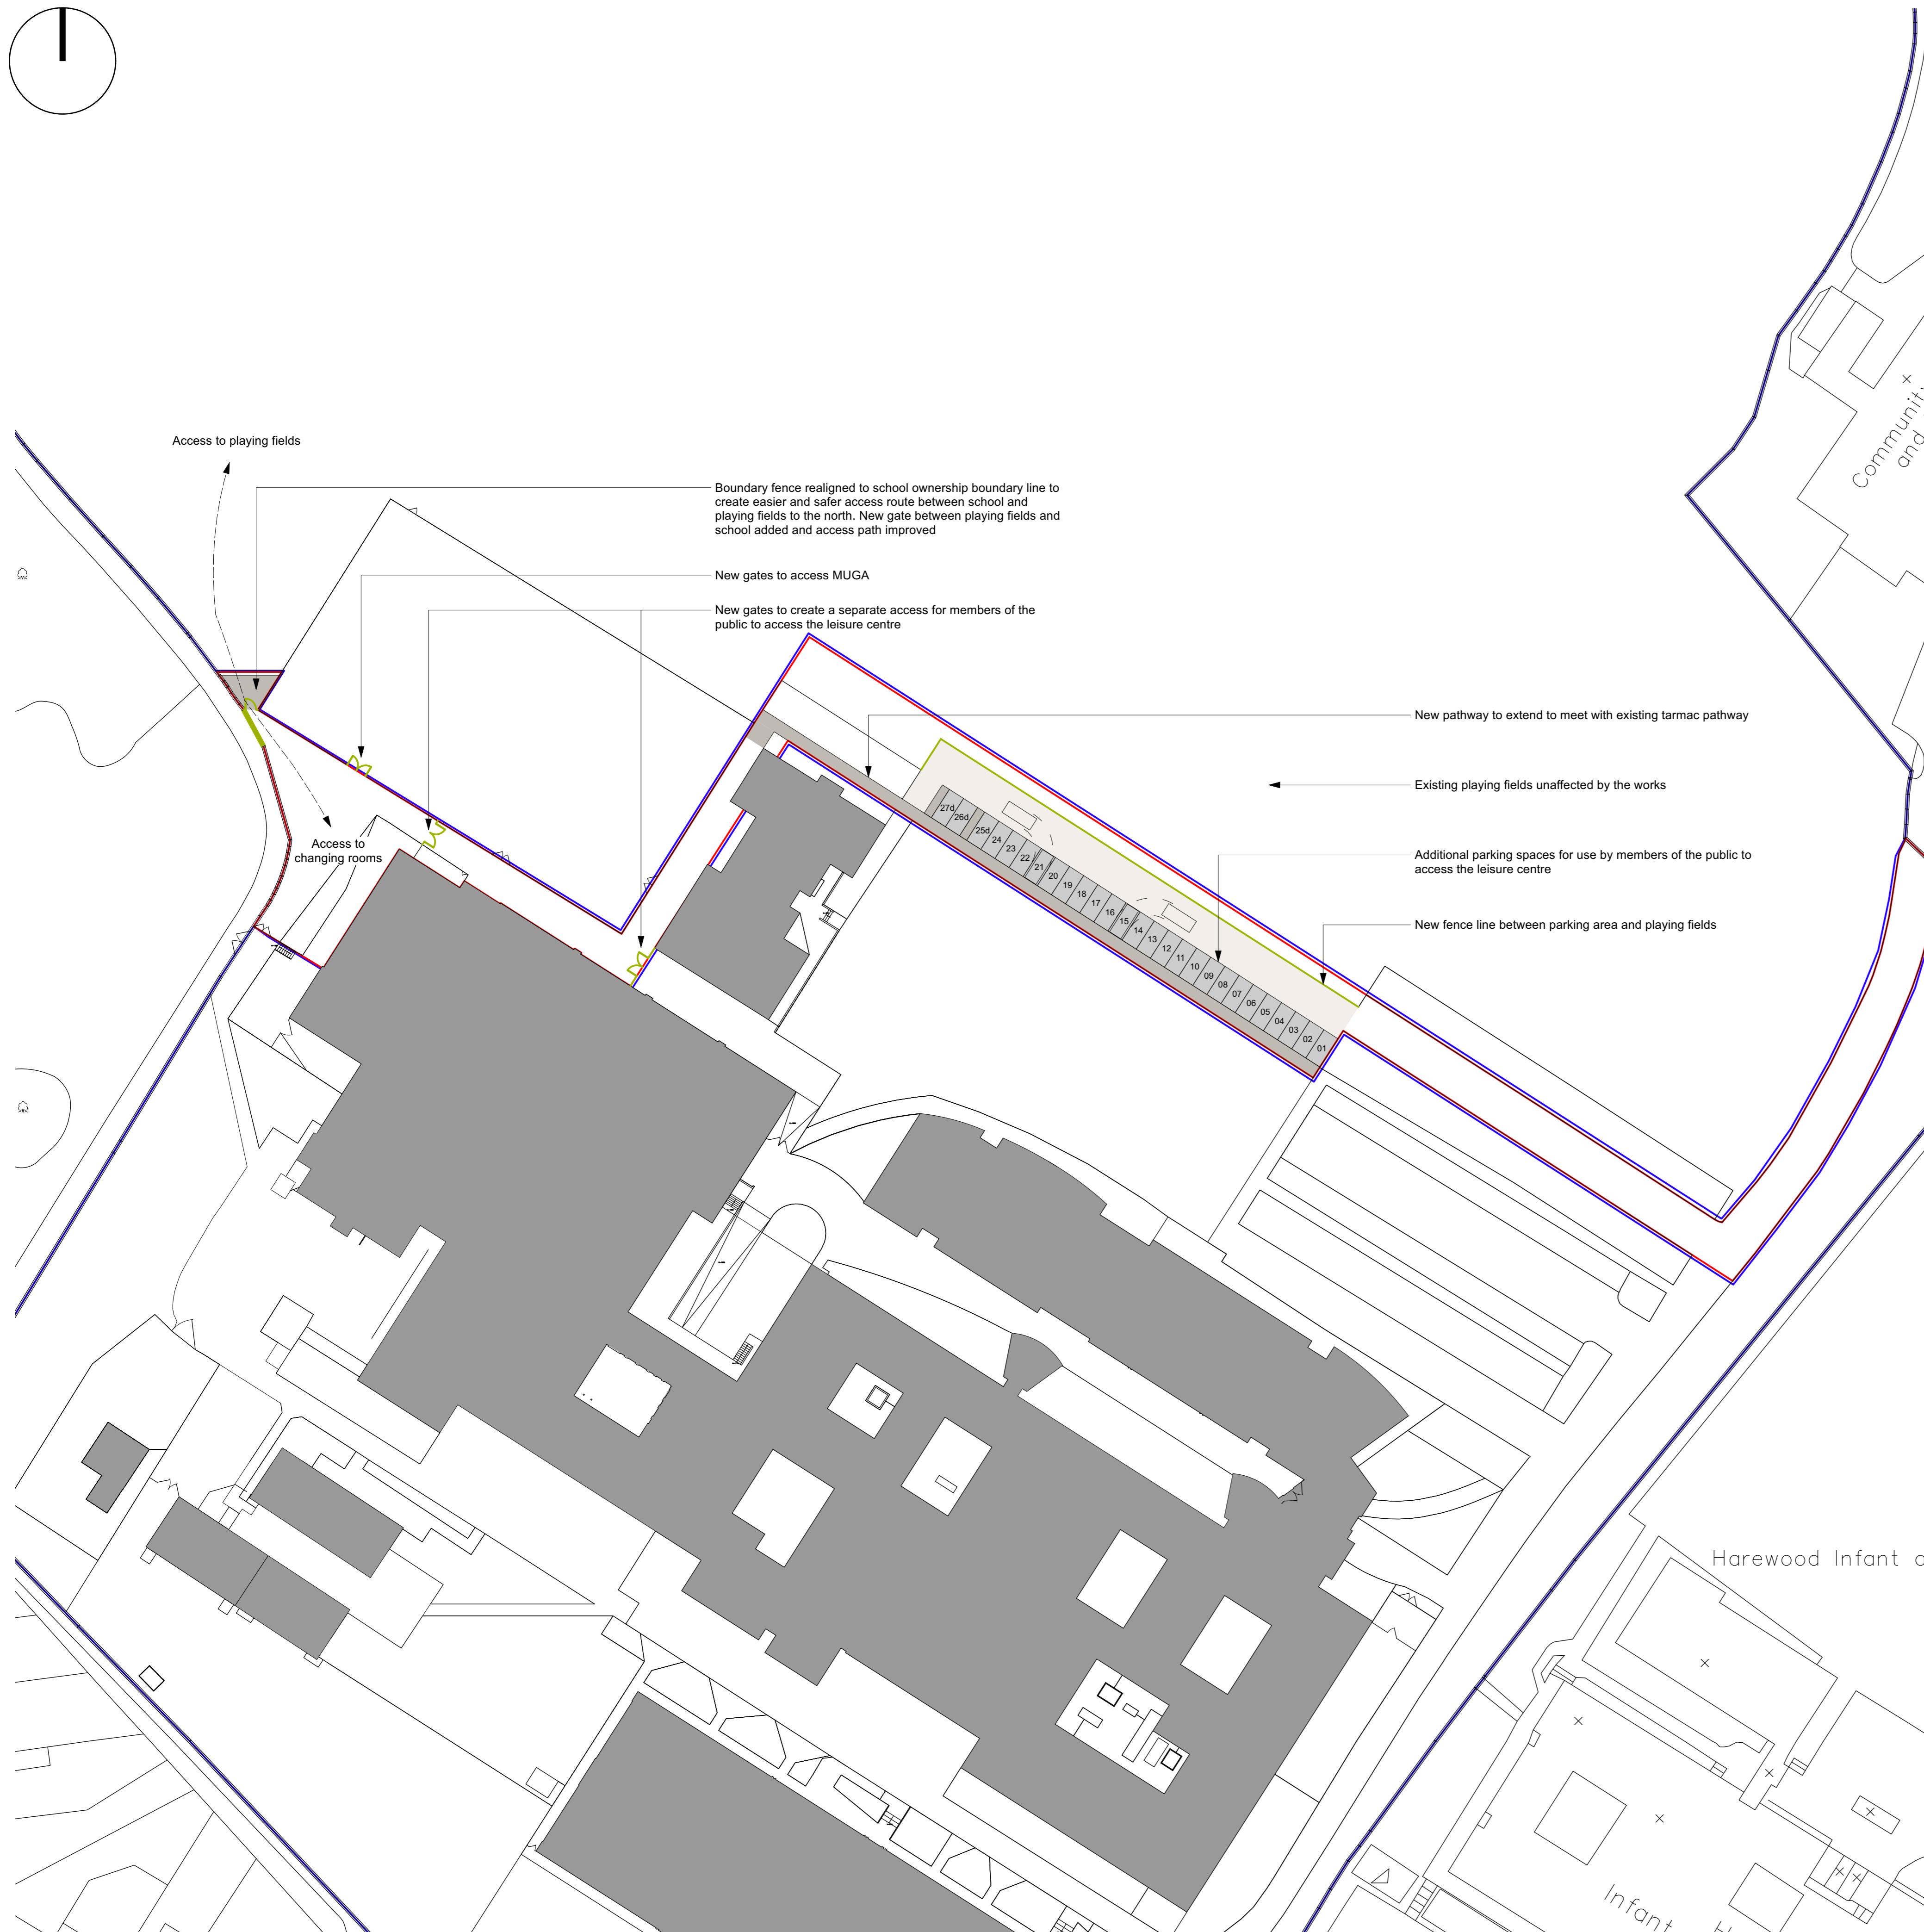 Community
and
Access to playing fields
Boundary fence realigned to school ownership boundary line to
create easier and safer access route between school and
playing fields to the north. New gate between playing fields and
school added and access path improved
New gates to access MUGA
New gates to create a separate access for members of the
public to access the leisure centre
New pathway to extend to meet with existing tarmac pathway
Existing playing fields unaffected by the works
Access to
changing rooms
Additional parking spaces for use by members of the public to
access the leisure centre
New fence line between parking area and playing fields
27d
26d
25d
24
23
22
21
20
19
18
17
16
15
14
13
12
11
10
09
08
07
06
05
04
03
02
01
Harewood Infant
Infant